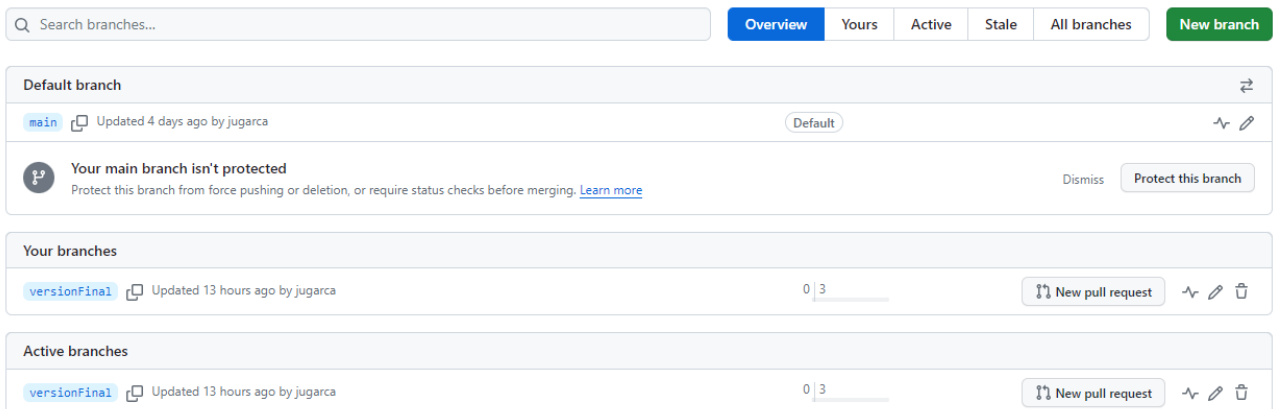 Search branches...
Overview Yours Active Stale All branches New branch
Default branch
main Updated 4 days ago by jugarca Default
Your main branch isn't protected
Protect this branch from force pushing or deletion, or require status checks before merging. Learn more
Dismiss Protect this branch
Your branches
versionFinal Updated 13 hours ago by jugarca 0 3 New pull request
Active branches
versionFinal Updated 13 hours ago by jugarca 0 3 New pull request